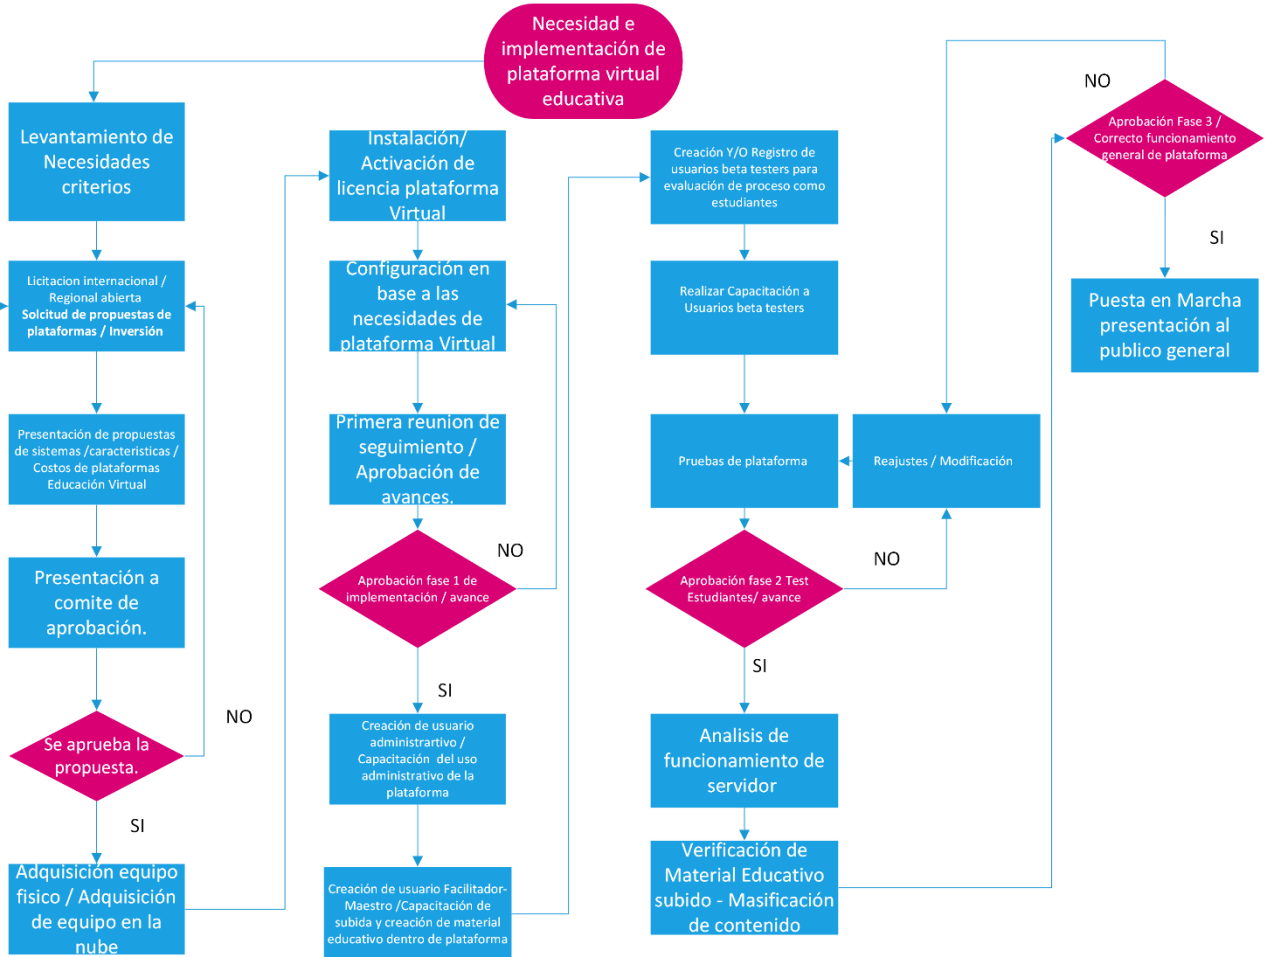 Necesidad e
implementación de
plataforma virtual
educativa
Levantamiento de
Necesidades
criterios
Licitacion internacional /
Regional abierta
Solcitud de propuestas de
plataformas / Inversión
Presentación de propuestas
de sistemas /caracteristicas /
Costos de plataformas
Educación Virtual
Presentación a
comite de
aprobación.
Se aprueba la
propuesta.
NO
SI
Adquisición equipo
fisico / Adquisición
de equipo en la
nube
Instalación/
Activación de
licencia plataforma
Virtual
Configuración en
base a las
necesidades de
plataforma Virtual
Primera reunion de
seguimiento /
Aprobación de
avances.
Aprobación fase 1 de
implementación / avance
NO
SI
Creación de usuario
administrartivo /
Capacitación del uso
administrativo de la
plataforma
Creación de usuario Facilitador-
Maestro /Capacitación de
subida y creación de material
educativo dentro de plataforma
Creación Y/O Registro de
usuarios beta testers para
evaluación de proceso como
estudiantes
Realizar Capacitación a
Usuarios beta testers
Pruebas de plataforma
Reajustes / Modificación
Aprobación fase 2 Test
Estudiantes/ avance
NO
SI
Analisis de
funcionamiento de
servidor
Verificación de
Material Educativo
subido - Masificación
de contenido
NO
Aprobación Fase 3 /
Correcto funcionamiento
general de plataforma
SI
Puesta en Marcha
presentación al
publico general